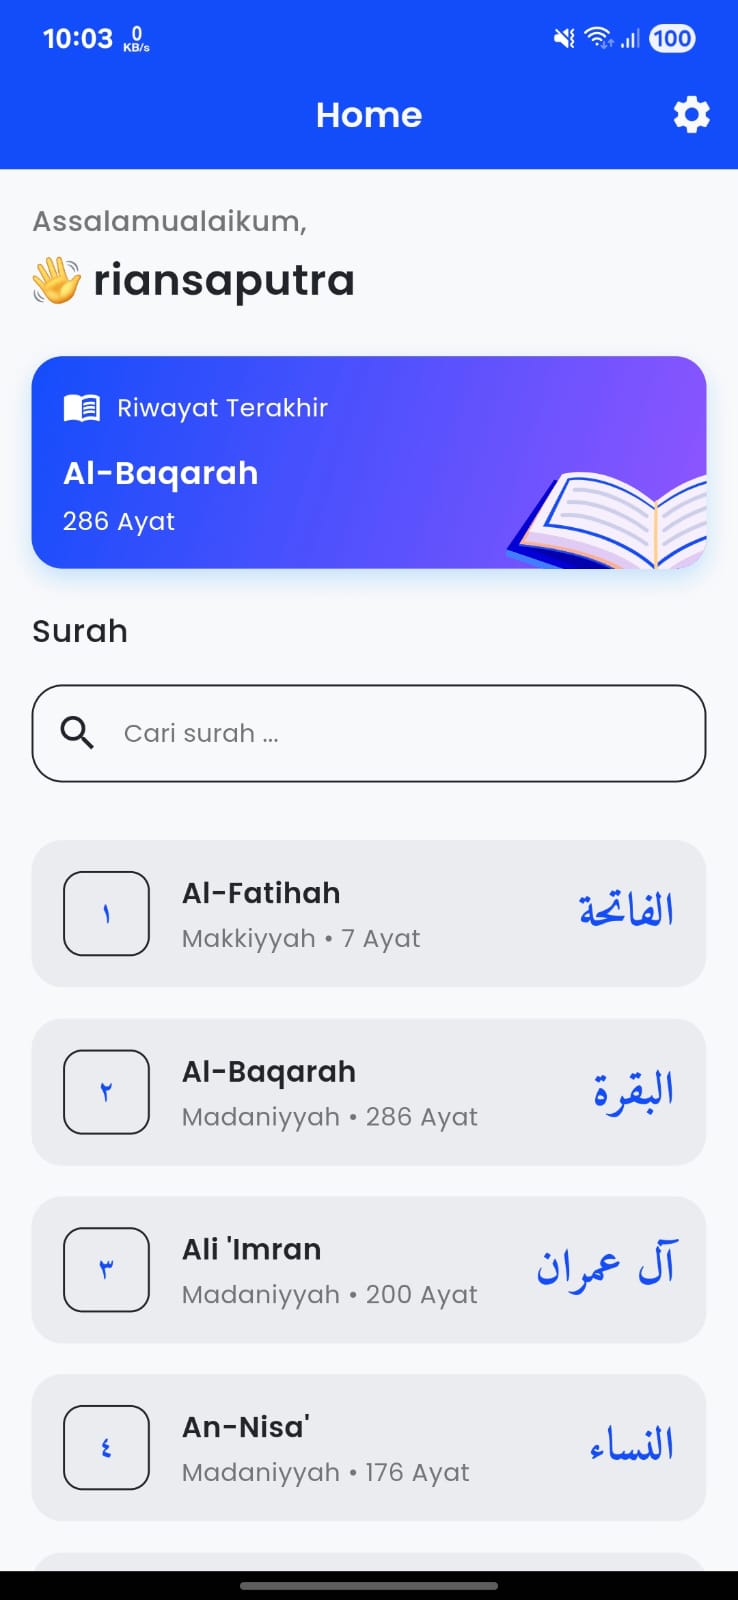 10:03 0 KB/s 100
Home
Assalamualaikum,
👋 riansaputra
Riwayat Terakhir
Al-Baqarah
286 Ayat
Surah
Cari surah ...
١
Al-Fatihah
Makkiyyah • 7 Ayat
الفاتحة
٢
Al-Baqarah
Madaniyyah • 286 Ayat
البقرة
٣
Ali 'Imran
Madaniyyah • 200 Ayat
آل عمران
٤
An-Nisa'
Madaniyyah • 176 Ayat
النساء